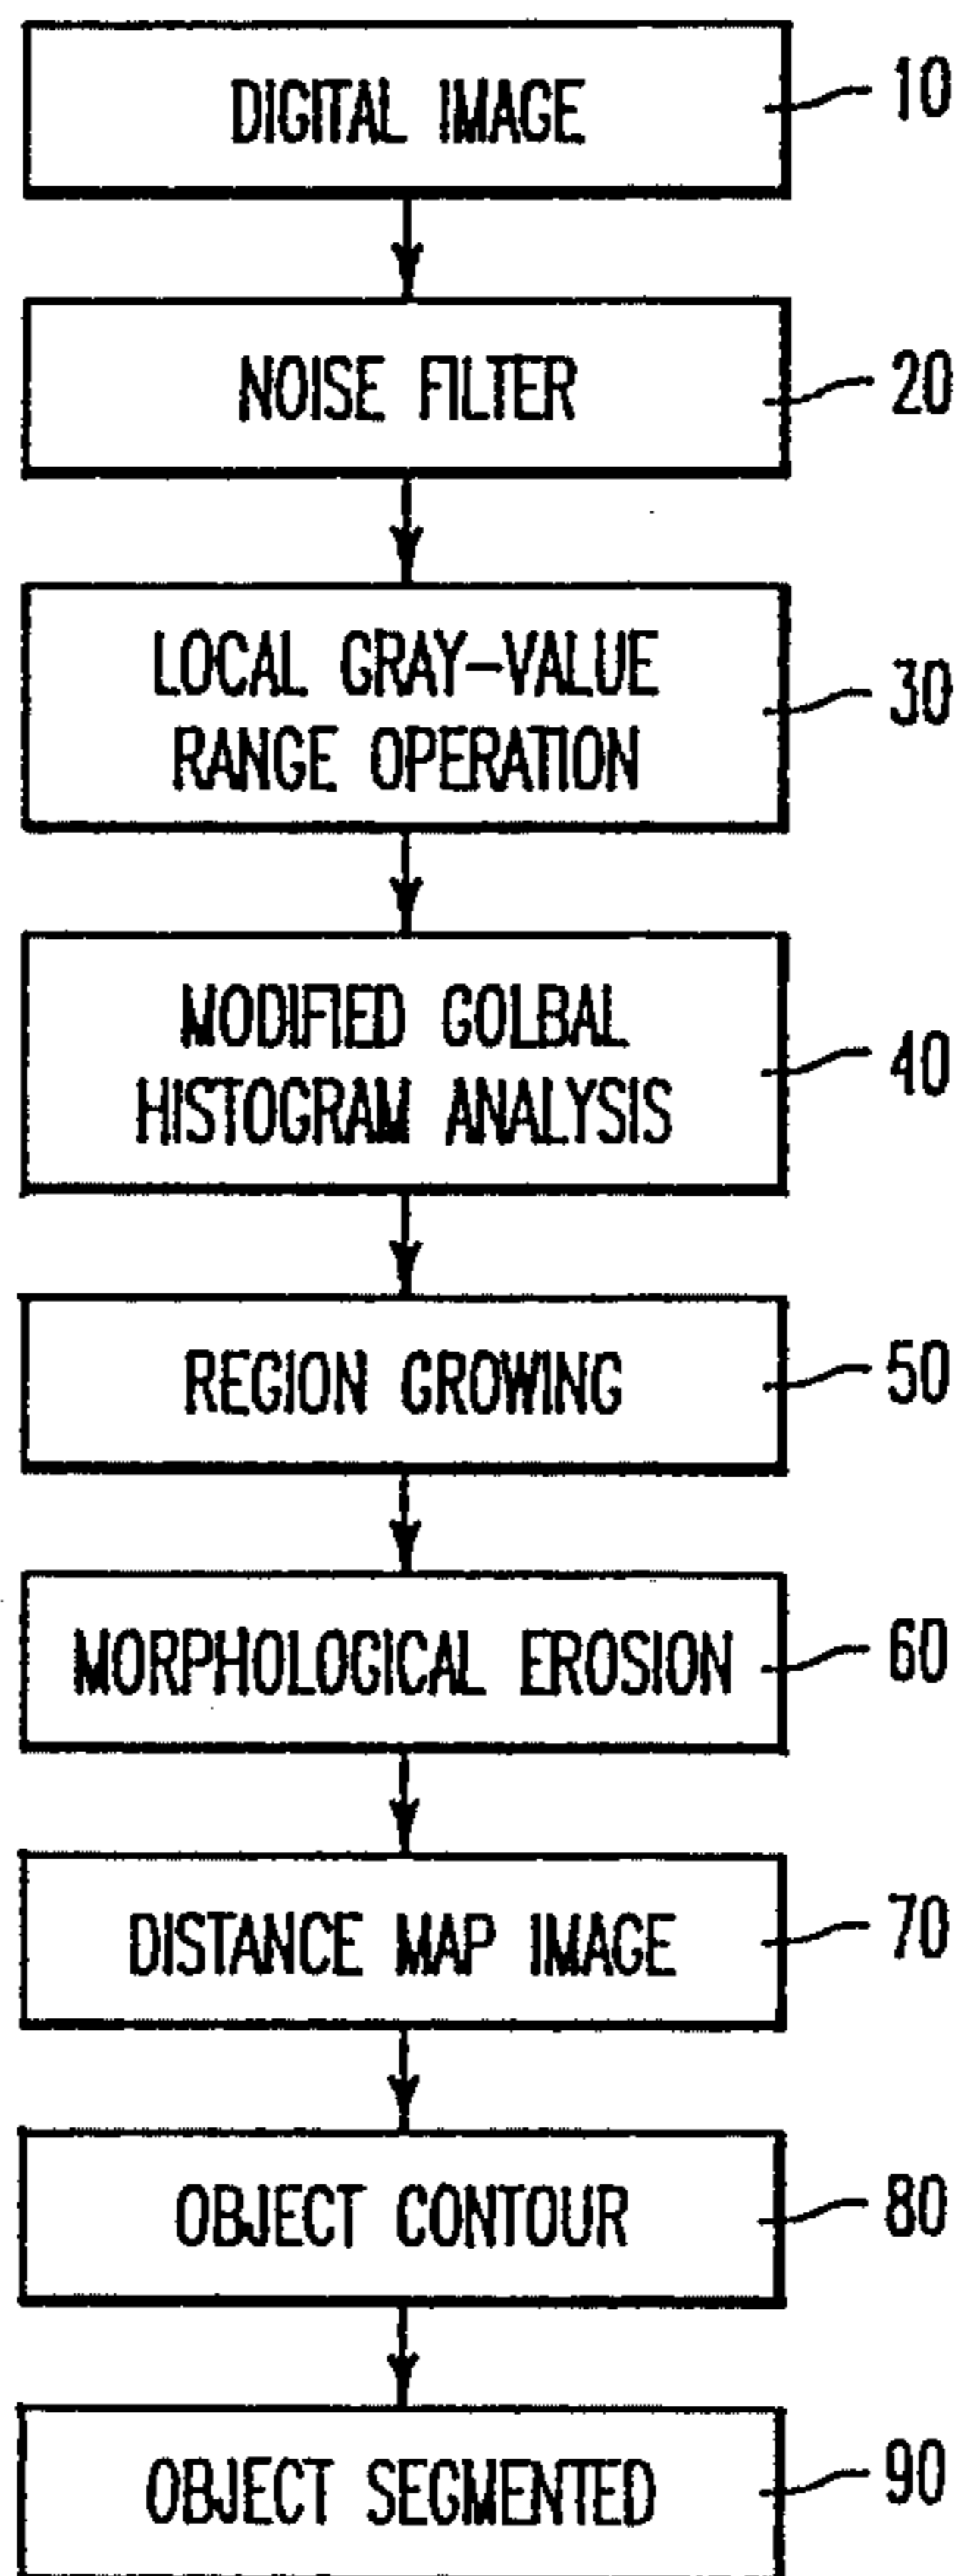 DIGITAL IMAGE
10
NOISE FILTER
20
LOCAL GRAY-VALUE
RANGE OPERATION
30
MODIFIED GOLBAL
HISTOGRAM ANALYSIS
40
REGION GROWING
50
MORPHOLOGICAL EROSION
60
DISTANCE MAP IMAGE
70
OBJECT CONTOUR
80
OBJECT SEGMENTED
90